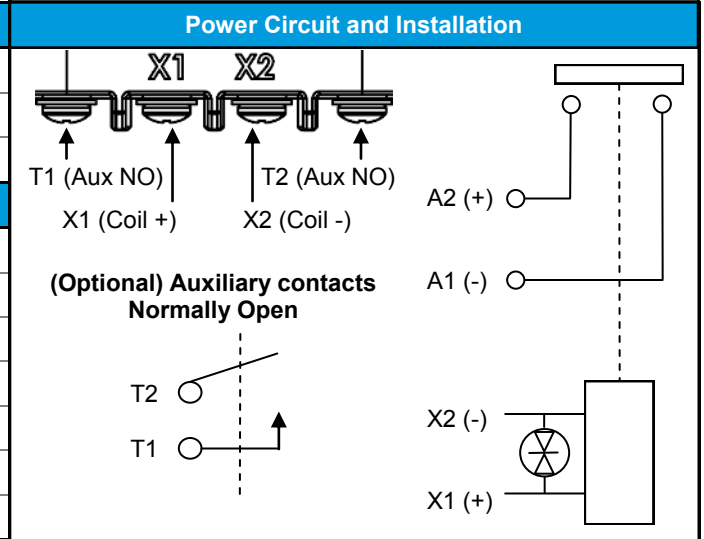 Power Circuit and Installation
X1 X2
T1 (Aux NO) T2 (Aux NO)
X1 (Coil +) X2 (Coil -)
(Optional) Auxiliary contacts
Normally Open
T2
T1
A2 (+)
A1 (-)
X2 (-)
X1 (+)